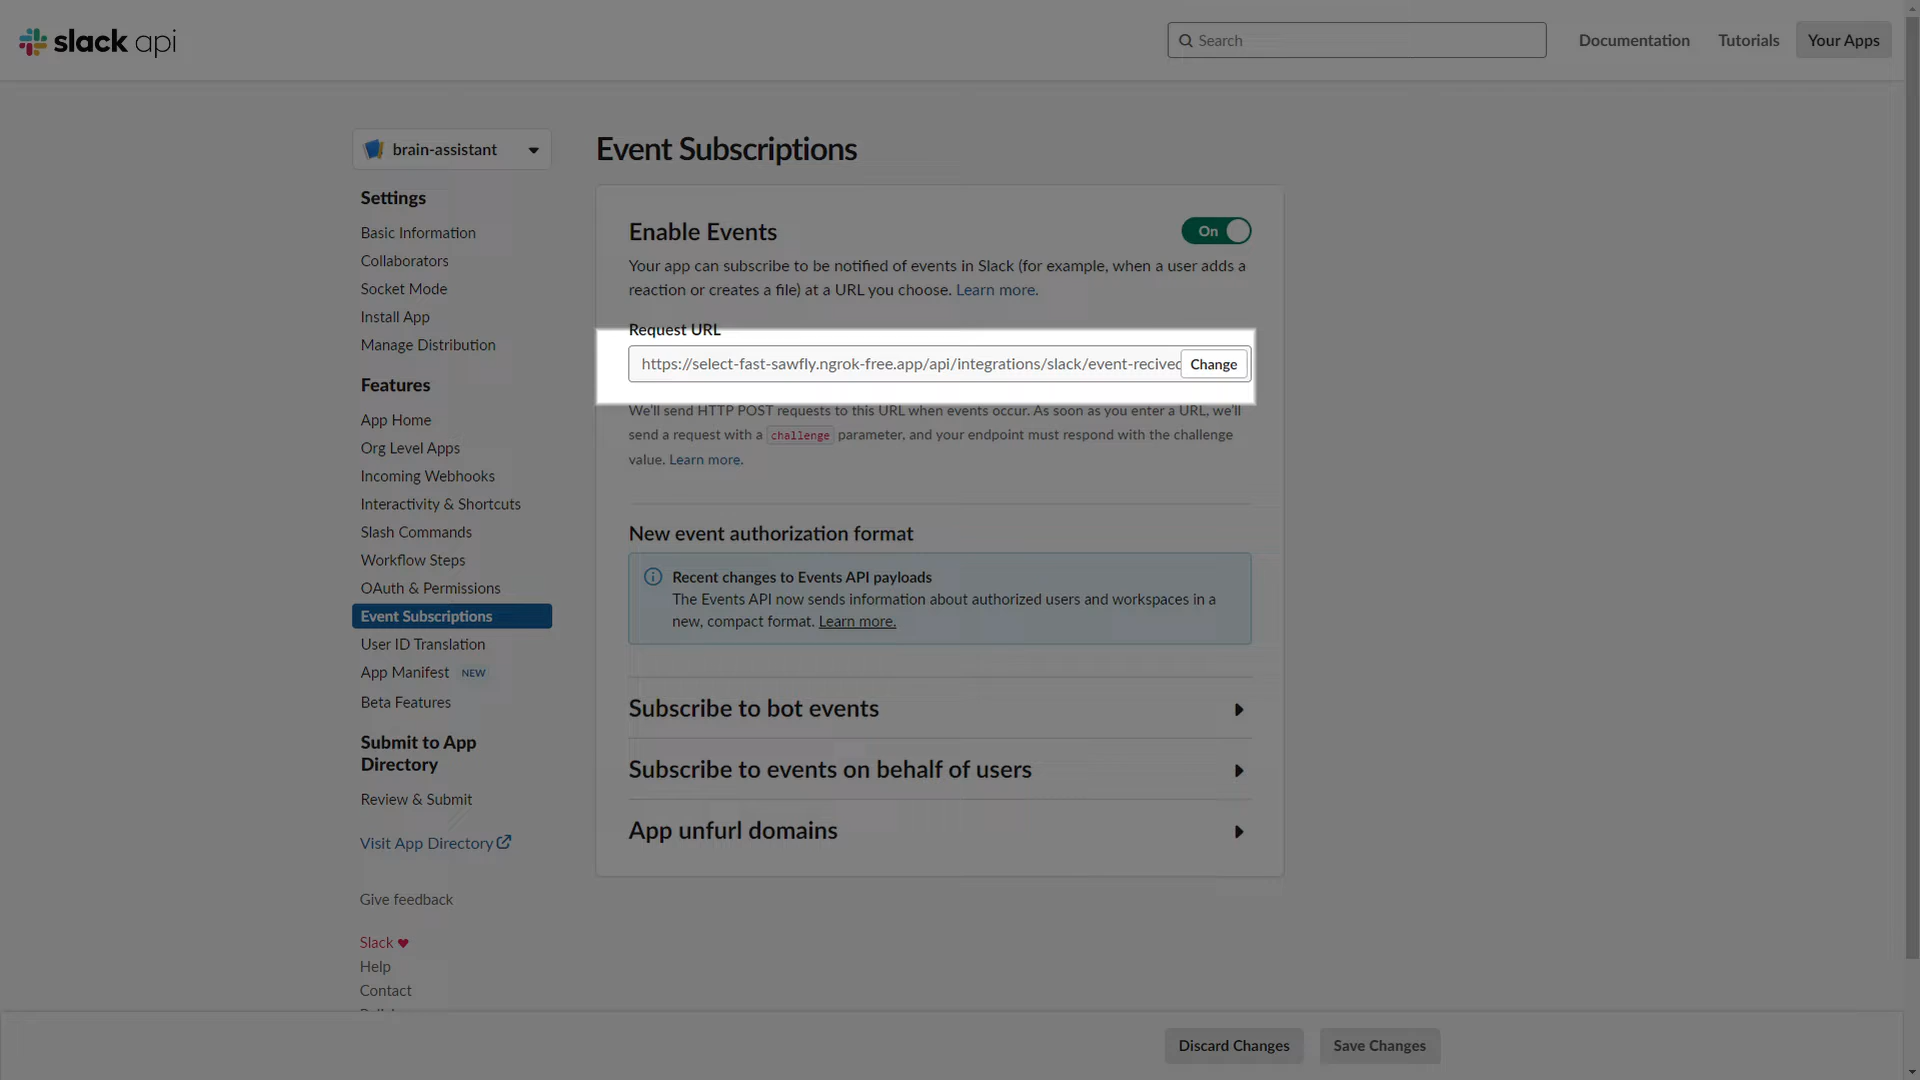 slack api
Search
Documentation
Tutorials
Your Apps
brain-assistant
Settings
Basic Information
Collaborators
Socket Mode
Install App
Manage Distribution
Features
App Home
Org Level Apps
Incoming Webhooks
Interactivity & Shortcuts
Slash Commands
Workflow Steps
OAuth & Permissions
Event Subscriptions
User ID Translation
App Manifest NEW
Beta Features
Submit to App
Directory
Review & Submit
Visit App Directory
Give feedback
Slack
Help
Contact
Event Subscriptions
Enable Events
On
Your app can subscribe to be notified of events in Slack (for example, when a user adds a
reaction or creates a file) at a URL you choose. Learn more.
Request URL
https://select-fast-sawfly.ngrok-free.app/api/integrations/slack/event-recived
Change
We'll send HTTP POST requests to this URL when events occur. As soon as you enter a URL, we'll
send a request with a challenge parameter, and your endpoint must respond with the challenge
value. Learn more.
New event authorization format
Recent changes to Events API payloads
The Events API now sends information about authorized users and workspaces in a
new, compact format. Learn more.
Subscribe to bot events
Subscribe to events on behalf of users
App unfurl domains
Discard Changes
Save Changes